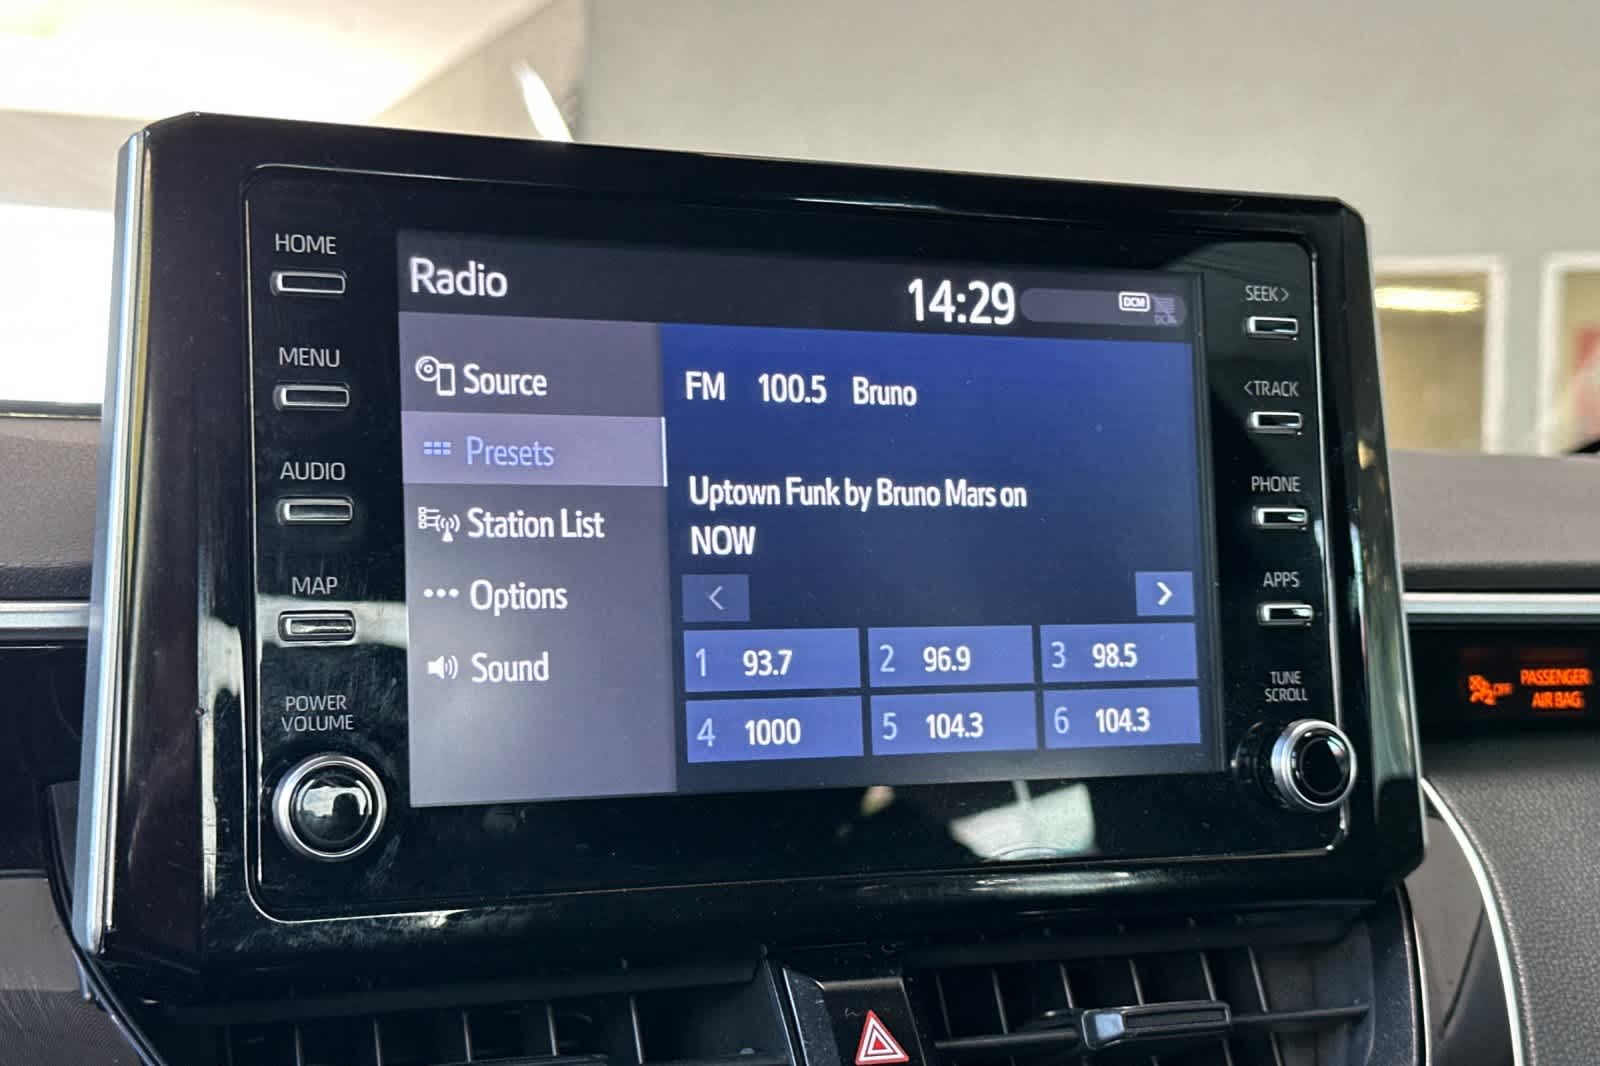 HOME
MENU
AUDIO
MAP
POWER
VOLUME
Radio
14:29
DCM
Source
Presets
Station List
Options
Sound
FM 100.5 Bruno
Uptown Funk by Bruno Mars on
NOW
< >
1 93.7 2 96.9 3 98.5
4 1000 5 104.3 6 104.3
SEEK >
< TRACK
PHONE
APPS
TUNE
SCROLL
OFF PASSENGER
AIR BAG